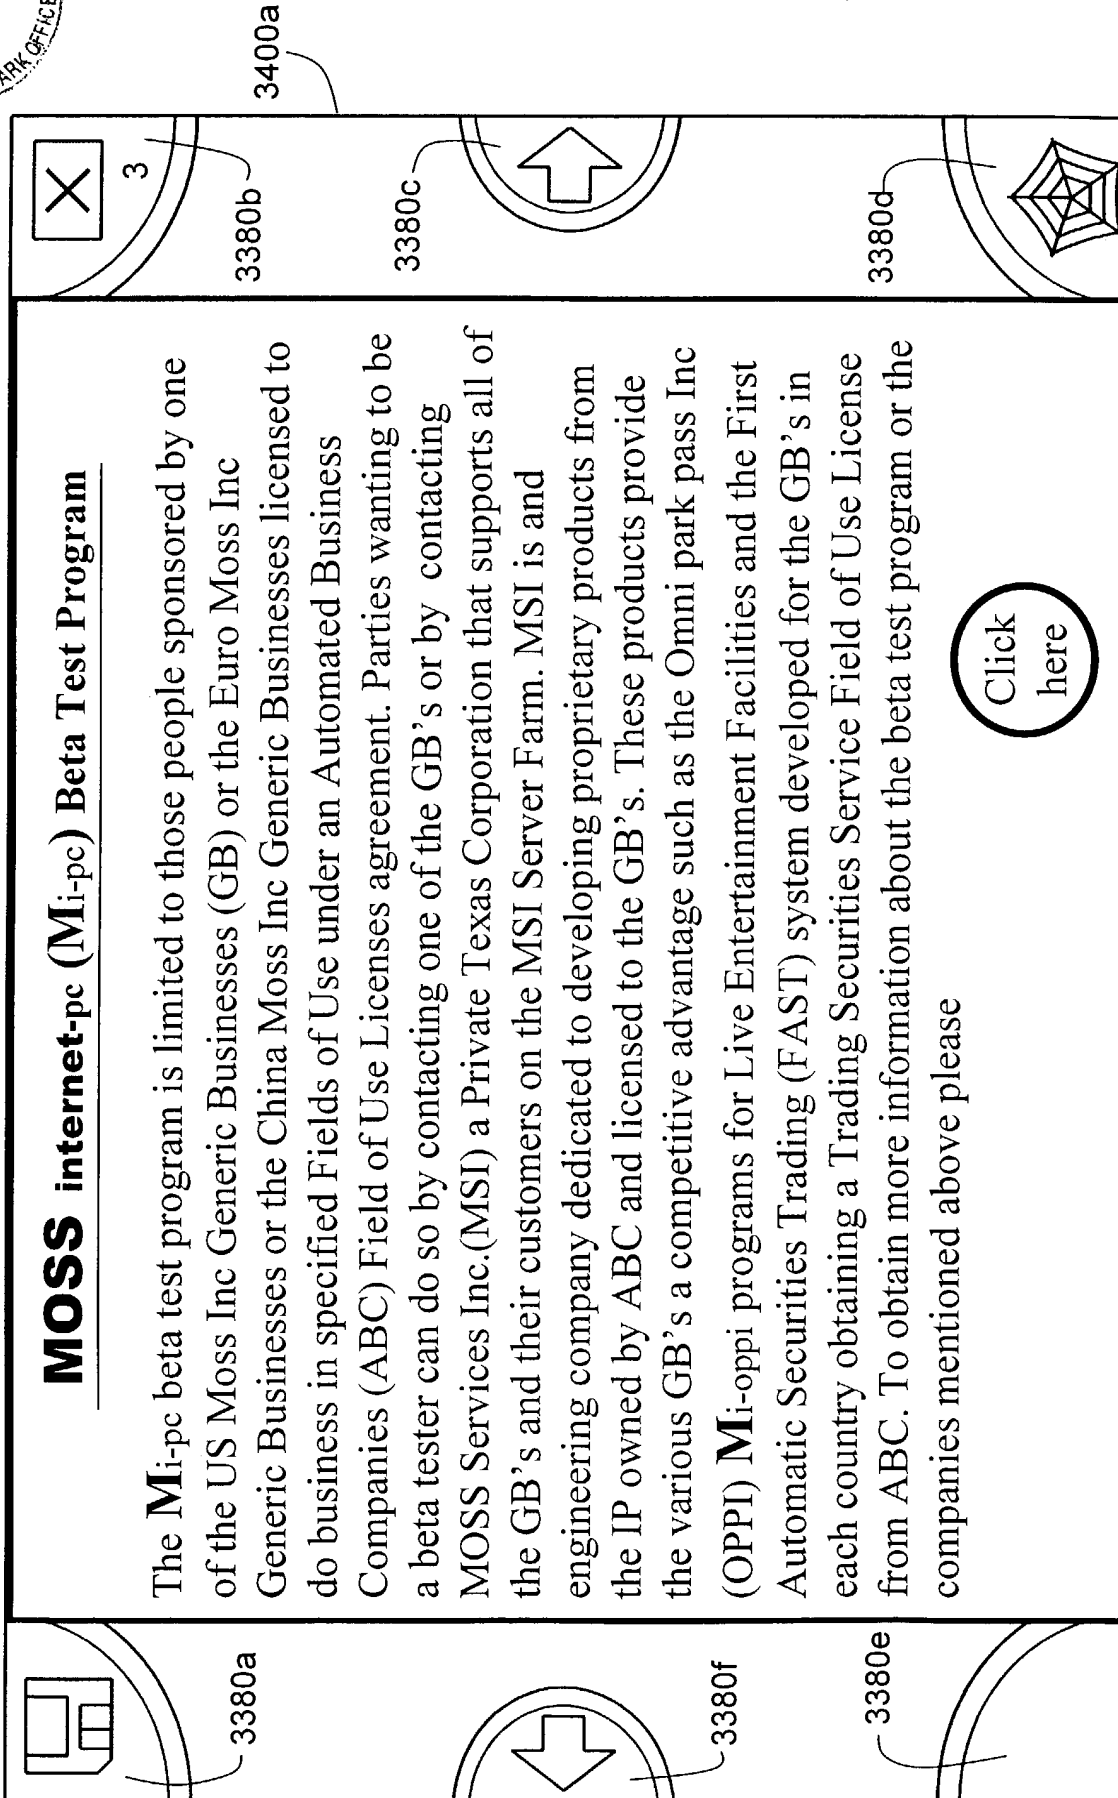 ARK OFFICE
3400a
3
3380b
3380c
3380d
MOSS internet-pc (Mi-pc) Beta Test Program
The Mi-pc beta test program is limited to those people sponsored by one
of the US Moss Inc Generic Businesses (GB) or the Euro Moss Inc
Generic Businesses or the China Moss Inc Generic Businesses licensed to
do business in specified Fields of Use under an Automated Business
Companies (ABC) Field of Use Licenses agreement. Parties wanting to be
a beta tester can do so by contacting one of the GB's or by contacting
MOSS Services Inc.(MSI) a Private Texas Corporation that supports all of
the GB's and their customers on the MSI Server Farm. MSI is and
engineering company dedicated to developing proprietary products from
the IP owned by ABC and licensed to the GB's. These products provide
the various GB's a competitive advantage such as the Omni park pass Inc
(OPPI) Mi-oppi programs for Live Entertainment Facilities and the First
Automatic Securities Trading (FAST) system developed for the GB's in
each country obtaining a Trading Securities Service Field of Use License
from ABC. To obtain more information about the beta test program or the
companies mentioned above please
Click
here
3380a
3380f
3380e